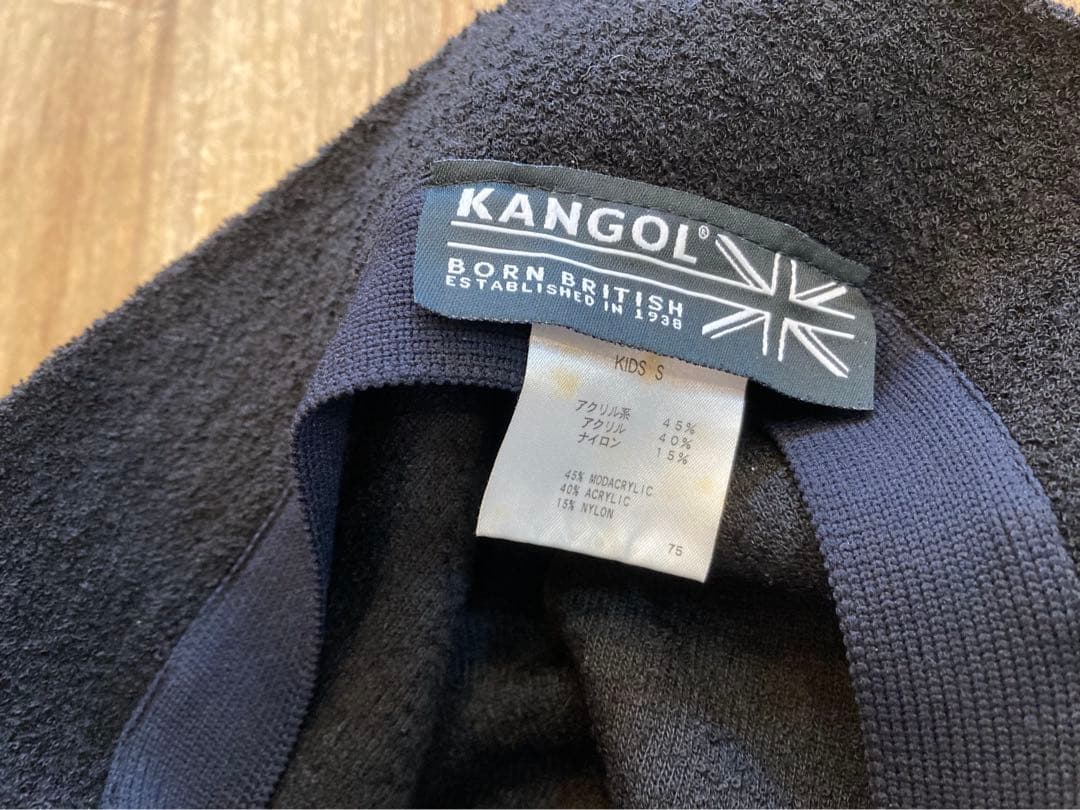 KANGOL®
BORN BRITISH
ESTABLISHED IN 1938
KIDS S
アクリル系 45%
アクリル 40%
ナイロン 15%
45% MODACRYLIC
40% ACRYLIC
15% NYLON
75